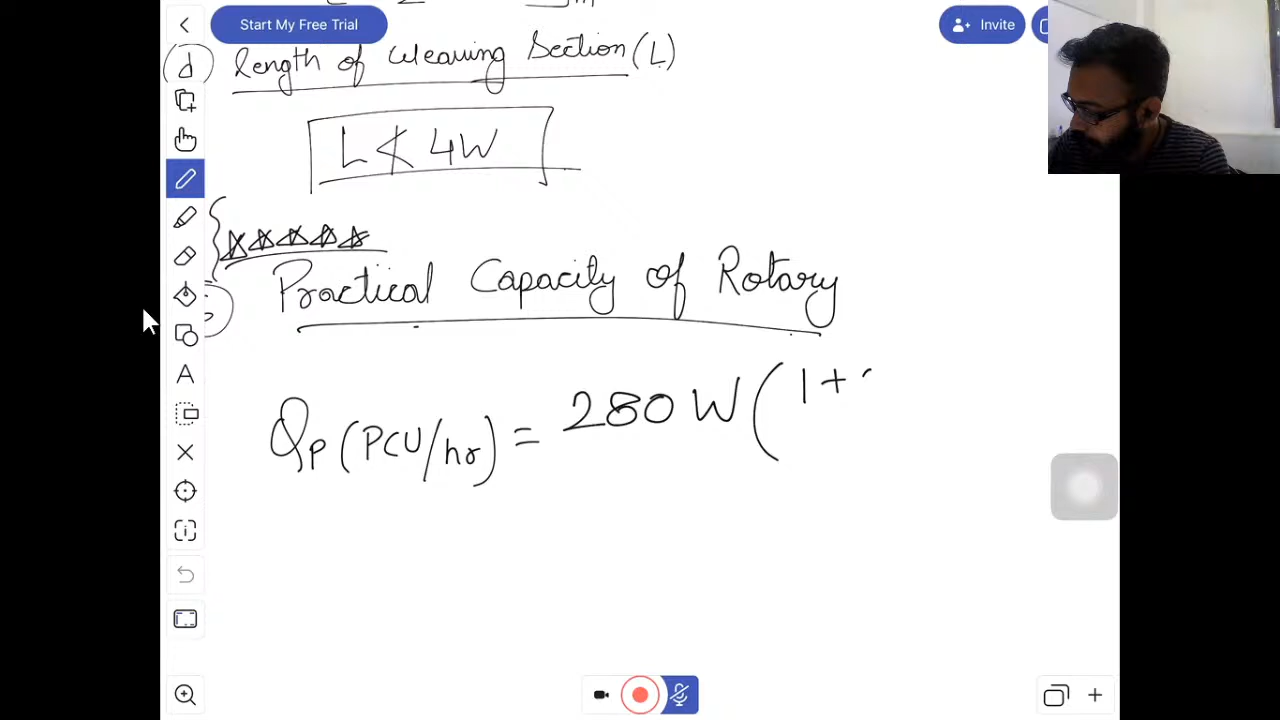 Start My Free Trial
Invite
d length of weaving Section (L)
L ≮ 4W
Practical Capacity of Rotary
Qp (PCU/hr) = 280 W (1+
A